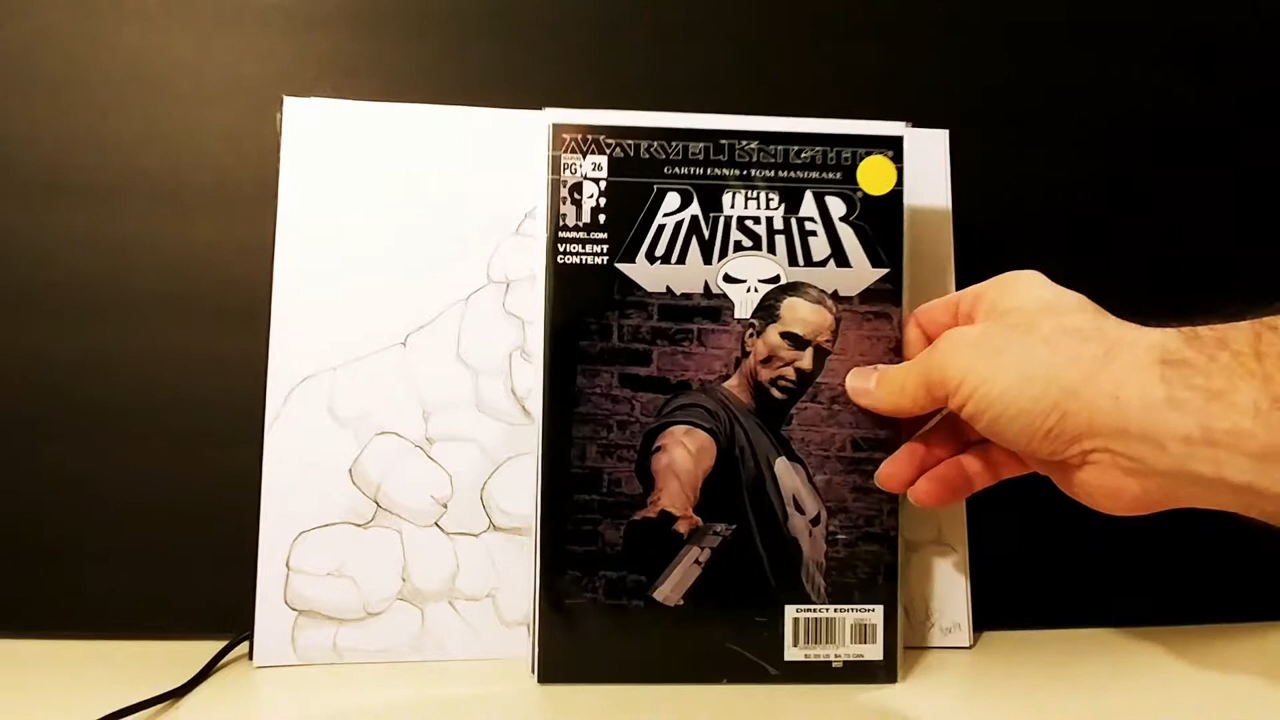 MARVEL KNIGHTS
GARTH ENNIS • TOM MANDRAKE
PG+
26
THE
PUNISHER
MARVEL.COM
VIOLENT
CONTENT
DIRECT EDITION